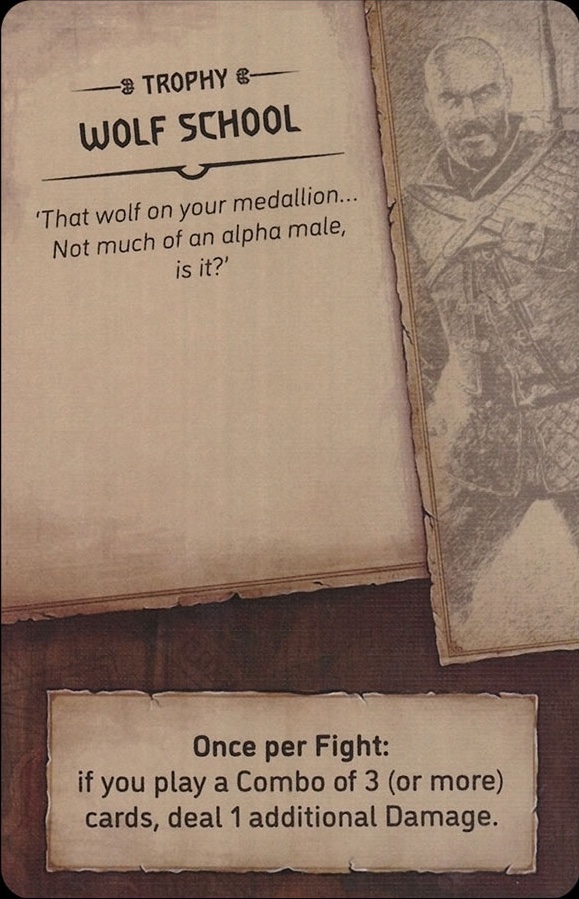 TROPHY
WOLF SCHOOL
‘That wolf on your medallion...
Not much of an alpha male,
is it?’
Once per Fight:
if you play a Combo of 3 (or more)
cards, deal 1 additional Damage.